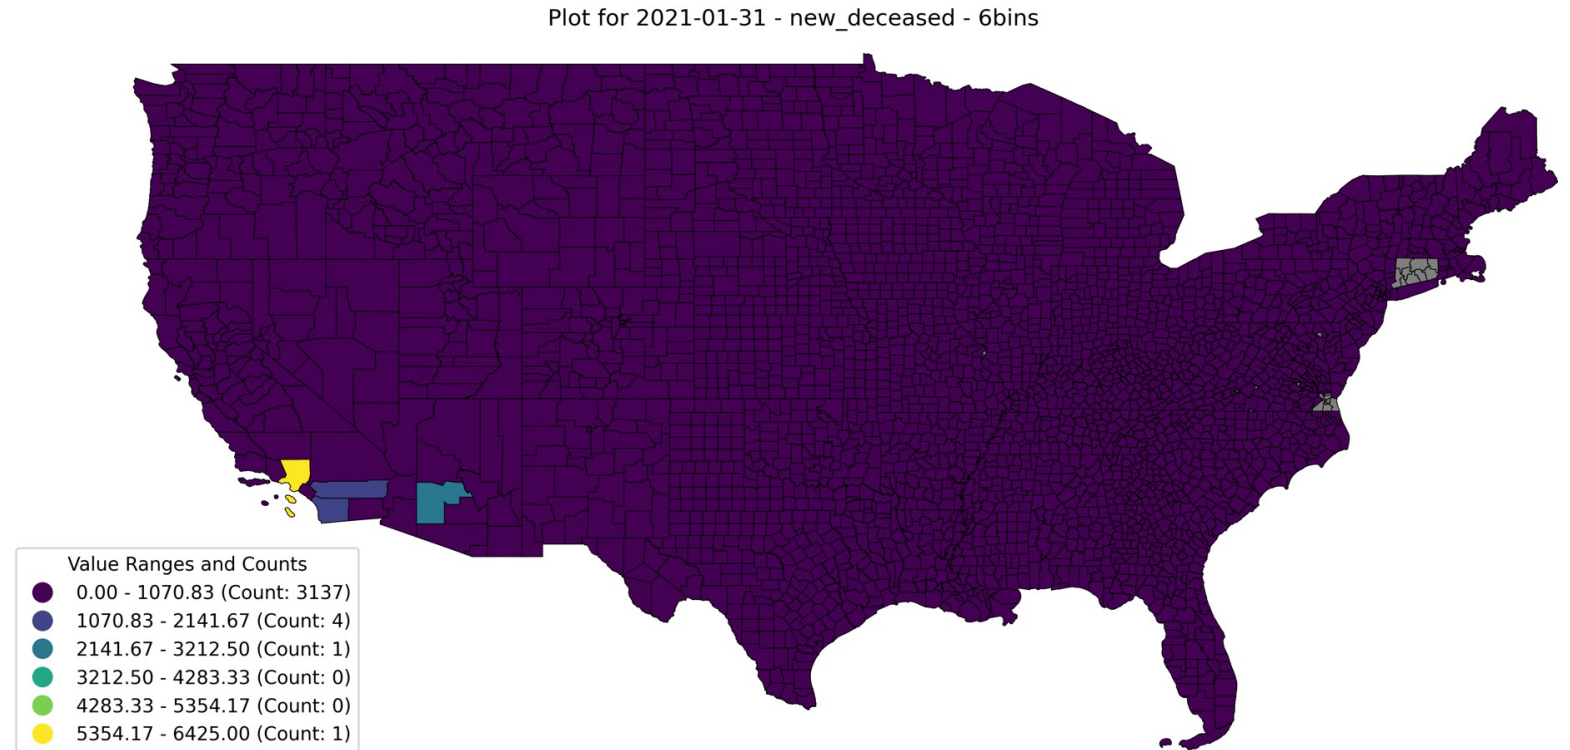 Plot for 2021-01-31 - new_deceased - 6bins
Value Ranges and Counts
0.00 - 1070.83 (Count: 3137)
1070.83 - 2141.67 (Count: 4)
2141.67 - 3212.50 (Count: 1)
3212.50 - 4283.33 (Count: 0)
4283.33 - 5354.17 (Count: 0)
5354.17 - 6425.00 (Count: 1)